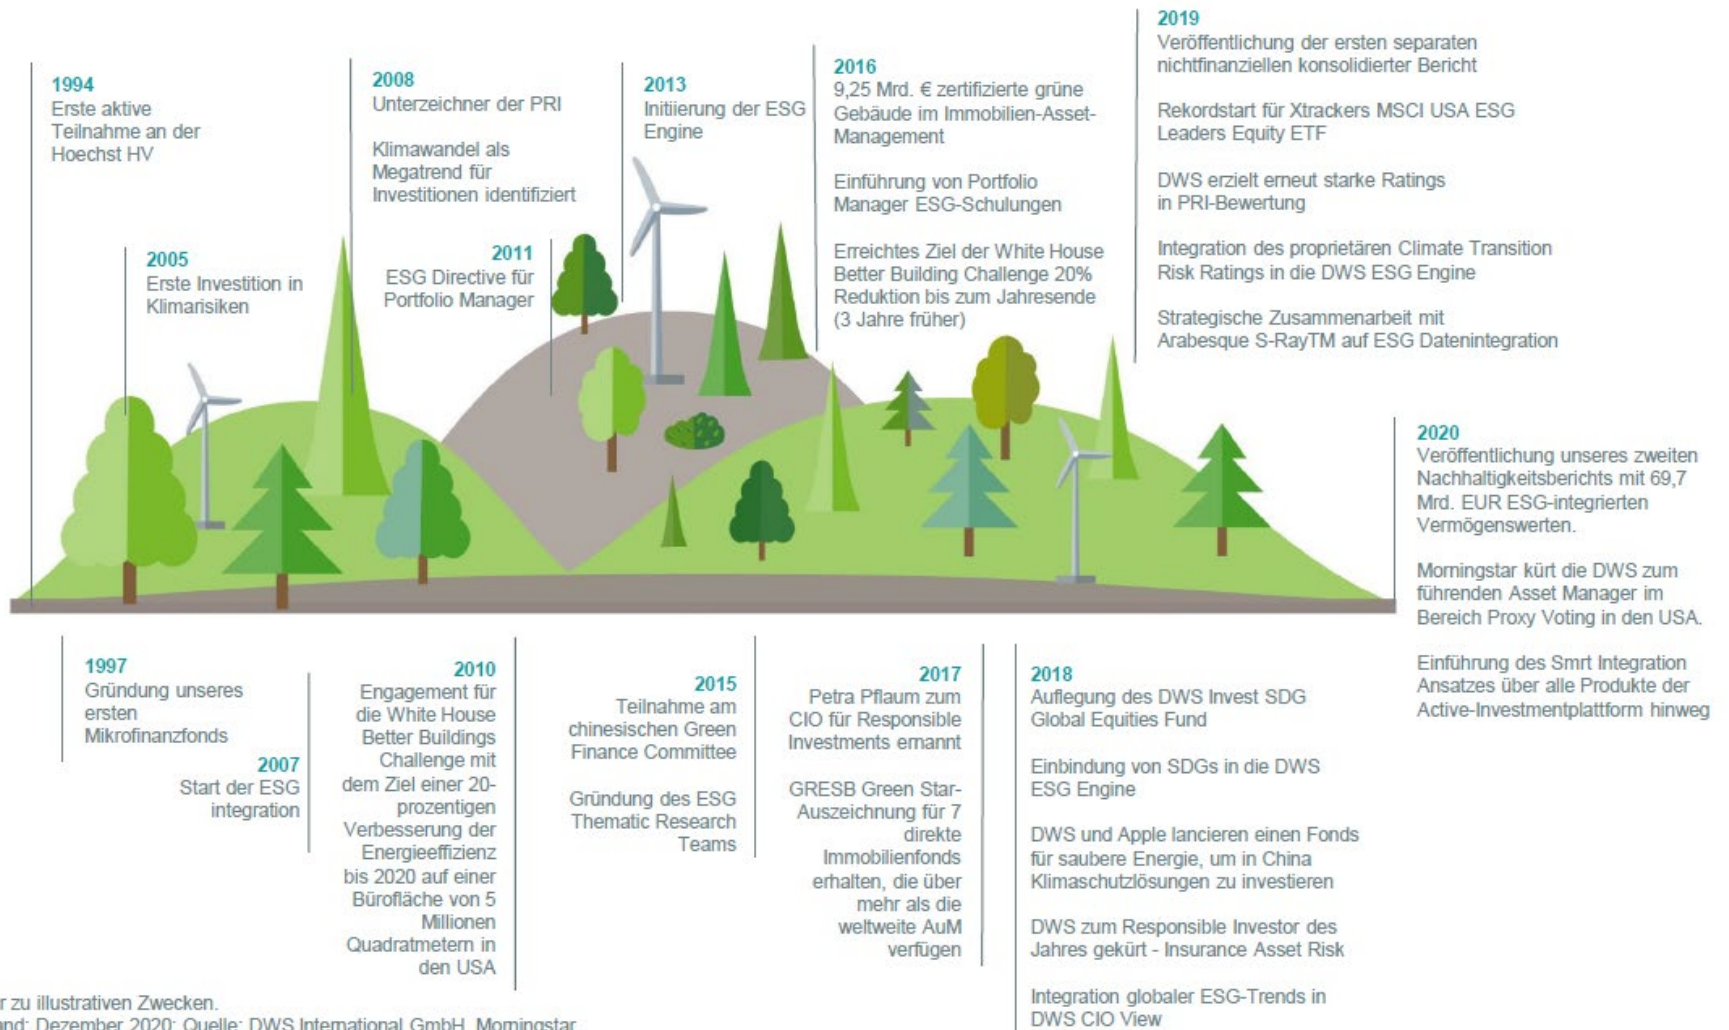 1994
Erste aktive
Teilnahme an der
Hoechst HV
2005
Erste Investition in
Klimarisiken
2008
Unterzeichner der PRI
Klimawandel als
Megatrend für
Investitionen identifiziert
2011
ESG Directive für
Portfolio Manager
2013
Initiierung der ESG
Engine
2016
9,25 Mrd. € zertifizierte grüne
Gebäude im Immobilien-Asset-
Management
Einführung von Portfolio
Manager ESG-Schulungen
Erreichtes Ziel der White House
Better Building Challenge 20%
Reduktion bis zum Jahresende
(3 Jahre früher)
2019
Veröffentlichung der ersten separaten
nichtfinanziellen konsolidierter Bericht
Rekordstart für Xtrackers MSCI USA ESG
Leaders Equity ETF
DWS erzielt erneut starke Ratings
in PRI-Bewertung
Integration des proprietären Climate Transition
Risk Ratings in die DWS ESG Engine
Strategische Zusammenarbeit mit
Arabesque S-RayTM auf ESG Datenintegration
2020
Veröffentlichung unseres zweiten
Nachhaltigkeitsberichts mit 69,7
Mrd. EUR ESG-integrierten
Vermögenswerten.
Morningstar kürt die DWS zum
führenden Asset Manager im
Bereich Proxy Voting in den USA.
Einführung des Smrt Integration
Ansatzes über alle Produkte der
Active-Investmentplattform hinweg
1997
Gründung unseres
ersten
Mikrofinanzfonds
2007
Start der ESG
integration
2010
Engagement für
die White House
Better Buildings
Challenge mit
dem Ziel einer 20-
prozentigen
Verbesserung der
Energieeffizienz
bis 2020 auf einer
Bürofläche von 5
Millionen
Quadratmetern in
den USA
2015
Teilnahme am
chinesischen Green
Finance Committee
Gründung des ESG
Thematic Research
Teams
2017
Petra Pflaum zum
CIO für Responsible
Investments ernannt
GRESB Green Star-
Auszeichnung für 7
direkte
Immobilienfonds
erhalten, die über
mehr als die
weltweite AuM
verfügen
2018
Auflegung des DWS Invest SDG
Global Equities Fund
Einbindung von SDGs in die DWS
ESG Engine
DWS und Apple lancieren einen Fonds
für saubere Energie, um in China
Klimaschutzlösungen zu investieren
DWS zum Responsible Investor des
Jahres gekürt - Insurance Asset Risk
Integration globaler ESG-Trends in
DWS CIO View
zu illustrativen Zwecken.
Dezember 2020; Quelle: DWS International GmbH, Morningstar